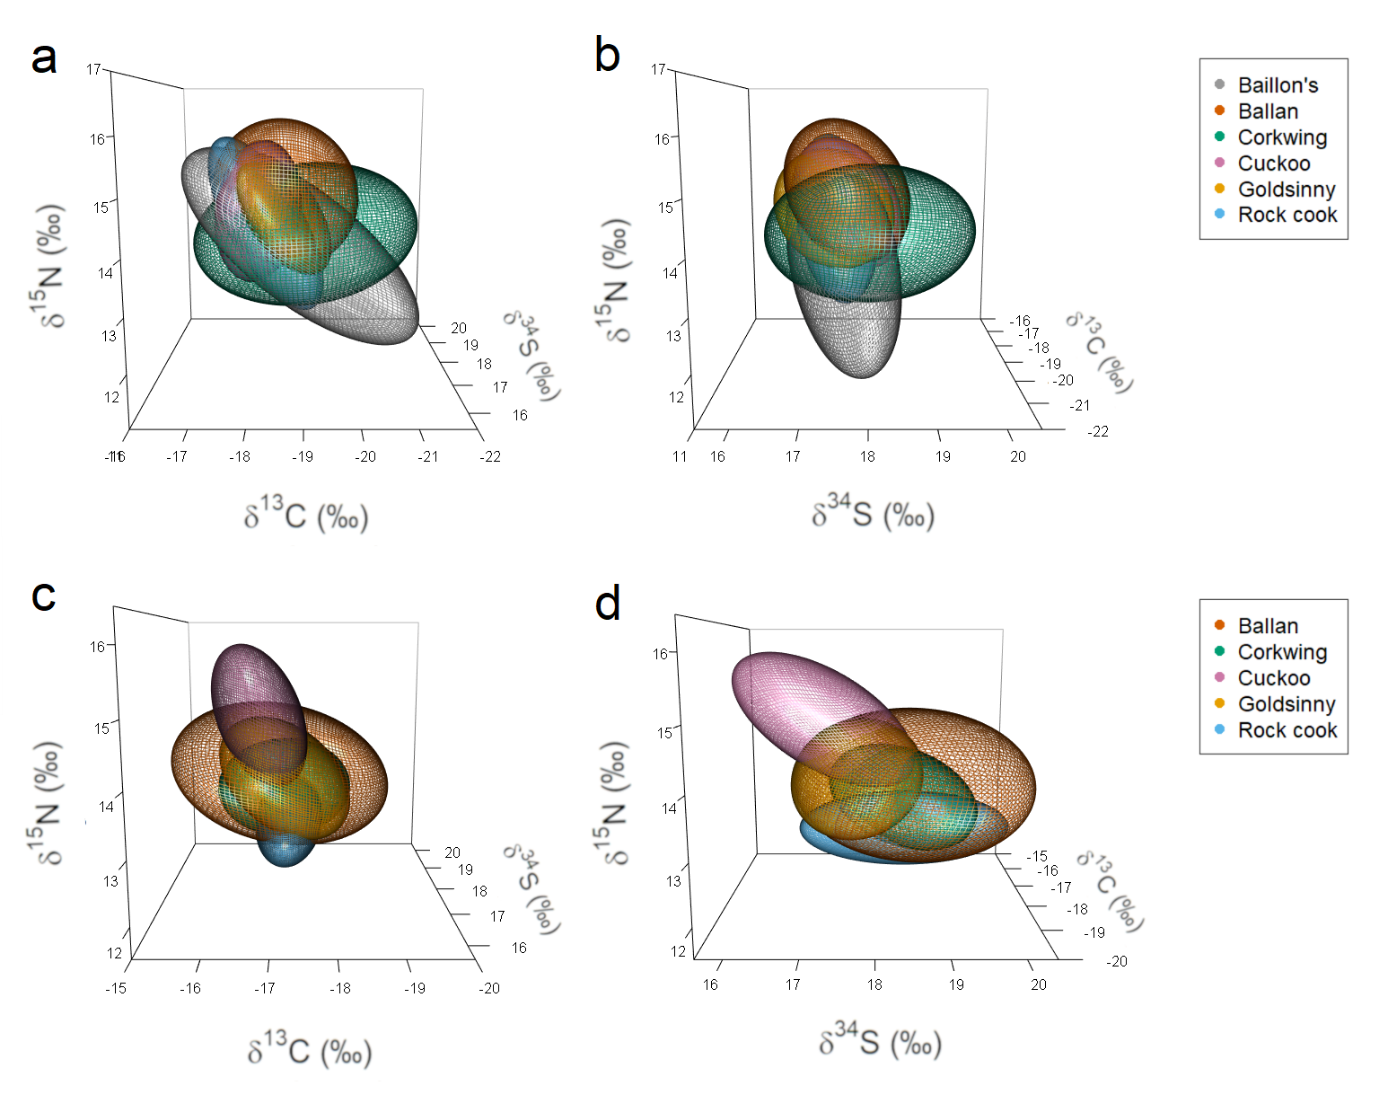 a
17
16
15
14
13
12
δ15N (‰)
20
19
18
17
16
δ34S (‰)
-16
-17
-18
-19
-20
-21
-22
δ13C (‰)
b
17
16
15
14
13
12
11
δ15N (‰)
-16
-17
-18
-19
-20
-21
-22
δ13C (‰)
16
17
18
19
20
δ34S (‰)
Baillon's
Ballan
Corkwing
Cuckoo
Goldsinny
Rock cook
c
16
15
14
13
12
δ15N (‰)
20
19
18
17
16
δ34S (‰)
-15
-16
-17
-18
-19
-20
δ13C (‰)
d
16
15
14
13
12
δ15N (‰)
-15
-16
-17
-18
-19
-20
δ13C (‰)
16
17
18
19
20
δ34S (‰)
Ballan
Corkwing
Cuckoo
Goldsinny
Rock cook